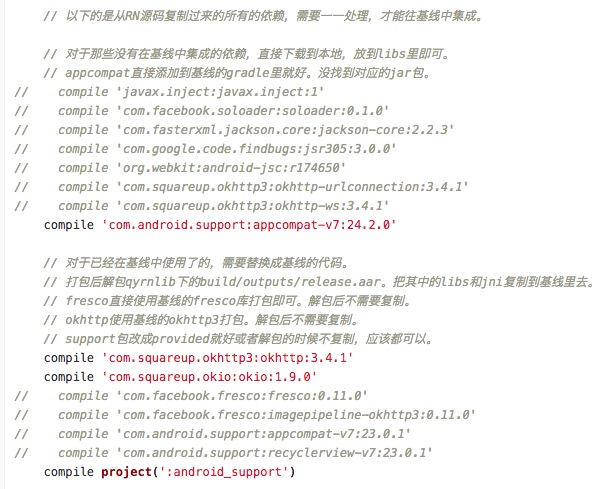 // 以下的是从RN源码复制过来的所有的依赖，需要一一处理，才能往基线中集成。
// 对于那些没有在基线中集成的依赖，直接下载到本地，放到libs里即可。
// appcompat直接添加到基线的gradle里就好。没找到对应的jar包。
//    compile 'javax.inject:javax.inject:1'
//    compile 'com.facebook.soloader:soloader:0.1.0'
//    compile 'com.fasterxml.jackson.core:jackson-core:2.2.3'
//    compile 'com.google.code.findbugs:jsr305:3.0.0'
//    compile 'org.webkit:android-jsc:r174650'
//    compile 'com.squareup.okhttp3:okhttp-urlconnection:3.4.1'
//    compile 'com.squareup.okhttp3:okhttp-ws:3.4.1'
compile 'com.android.support:appcompat-v7:24.2.0'
// 对于已经在基线中使用了的，需要替换成基线的代码。
// 打包后解包qyrnlib下的build/outputs/release.aar。把其中的libs和jni复制到基线里去。
// fresco直接使用基线的fresco库打包即可。解包后不需要复制。
// okhttp使用基线的okhttp3打包。解包后不需要复制。
// support包改成provided就好或者解包的时候不复制，应该都可以。
compile 'com.squareup.okhttp3:okhttp:3.4.1'
compile 'com.squareup.okio:okio:1.9.0'
//    compile 'com.facebook.fresco:fresco:0.11.0'
//    compile 'com.facebook.fresco:imagepipeline-okhttp3:0.11.0'
//    compile 'com.android.support:appcompat-v7:23.0.1'
//    compile 'com.android.support:recyclerview-v7:23.0.1'
compile project(':android_support')